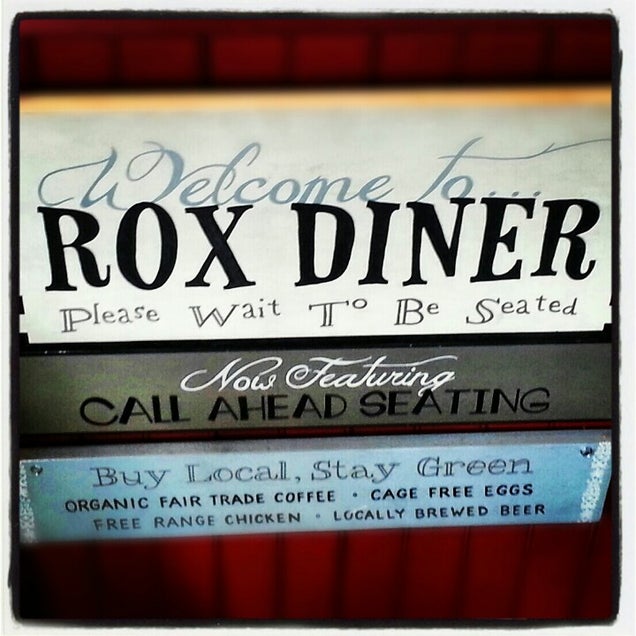 Welcome to...
ROX DINER
Please Wait To Be Seated
Now Featuring
CALL AHEAD SEATING
Buy Local, Stay Green
ORGANIC FAIR TRADE COFFEE · CAGE FREE EGGS
FREE RANGE CHICKEN · LOCALLY BREWED BEER